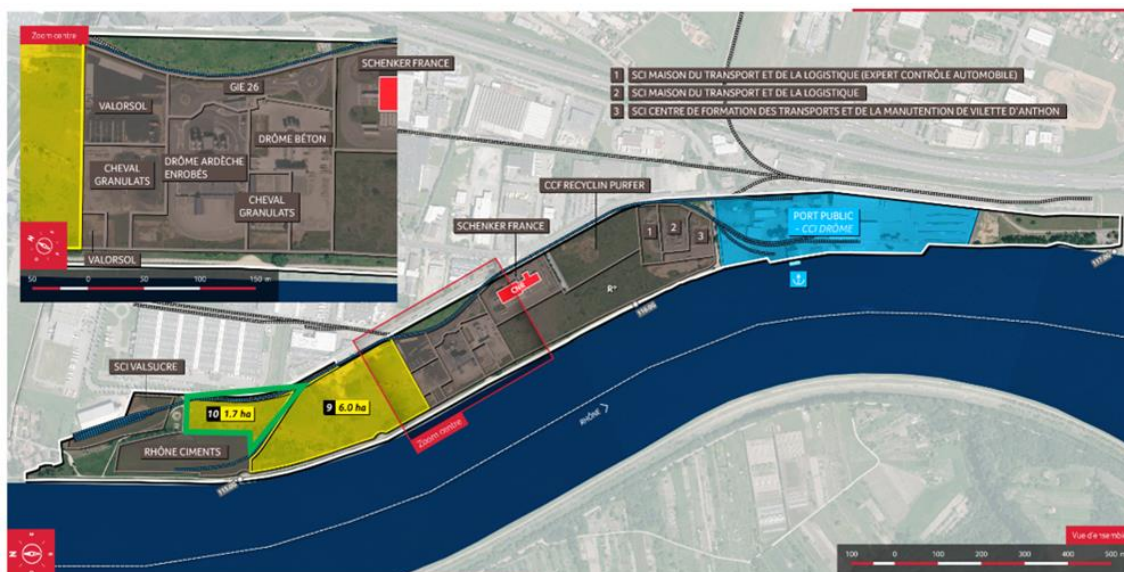 Zoom centre
SCHENKER FRANCE
GIE 26
VALORSOL
DRÔME BÉTON
DRÔME ARDÈCHE
ENROBÉS
CHEVAL
GRANULATS
CHEVAL
GRANULATS
VALORSOL
50 0 50 100 150 m
1 SCI MAISON DU TRANSPORT ET DE LA LOGISTIQUE (EXPERT CONTRÔLE AUTOMOBILE)
2 SCI MAISON DU TRANSPORT ET DE LA LOGISTIQUE
3 SCI CENTRE DE FORMATION DES TRANSPORTS ET DE LA MANUTENTION DE VILETTE D'ANTHON
CCF RECYCLIN PURFER
SCHENKER FRANCE
1 2 3
PORT PUBLIC
- CCI DRÔME
CNR
SCI VALSUCRE
10 1.7 ha
9 6.0 ha
RHÔNE CIMENTS
Zoom centre
RHÔNE >
N
Vue d'ensemble
100 0 100 200 300 400 500 m